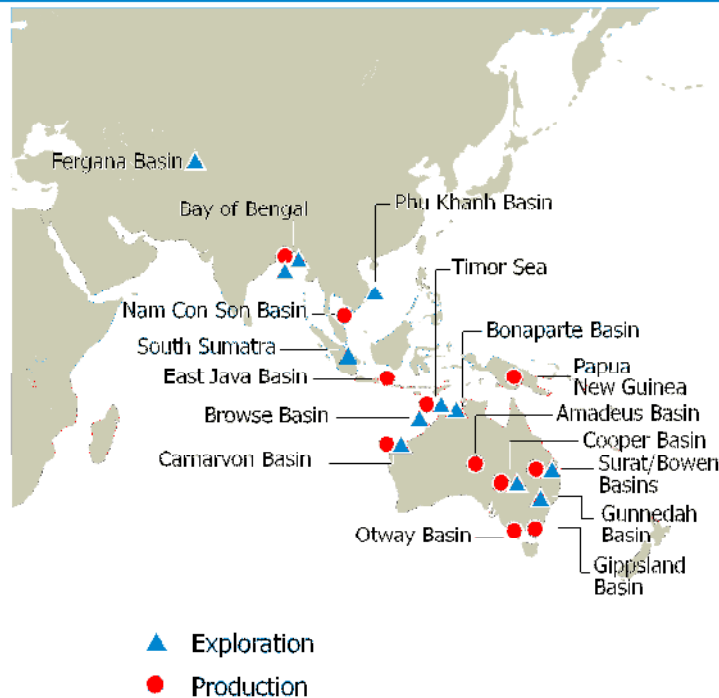 Fergana Basin
Bay of Bengal
Phu Khanh Basin
Timor Sea
Nam Con Son Basin
Bonaparte Basin
South Sumatra
East Java Basin
Papua
New Guinea
Browse Basin
Amadeus Basin
Cooper Basin
Carnarvon Basin
Surat/Bowen
Basins
Gunnedah
Basin
Otway Basin
Gippsland
Basin
Exploration
Production